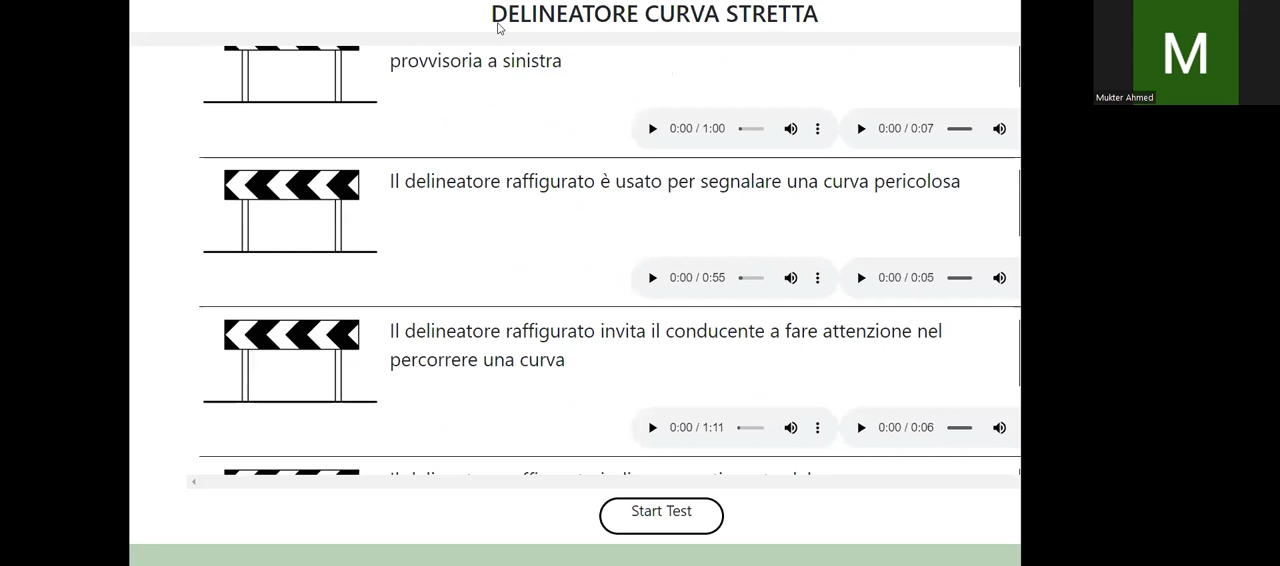 DELINEATORE CURVA STRETTA
M
Mukter Ahmed
provvisoria a sinistra
0:00 / 1:00
0:00 / 0:07
Il delineatore raffigurato è usato per segnalare una curva pericolosa
0:00 / 0:55
0:00 / 0:05
Il delineatore raffigurato invita il conducente a fare attenzione nel
percorrere una curva
0:00 / 1:11
0:00 / 0:06
Start Test